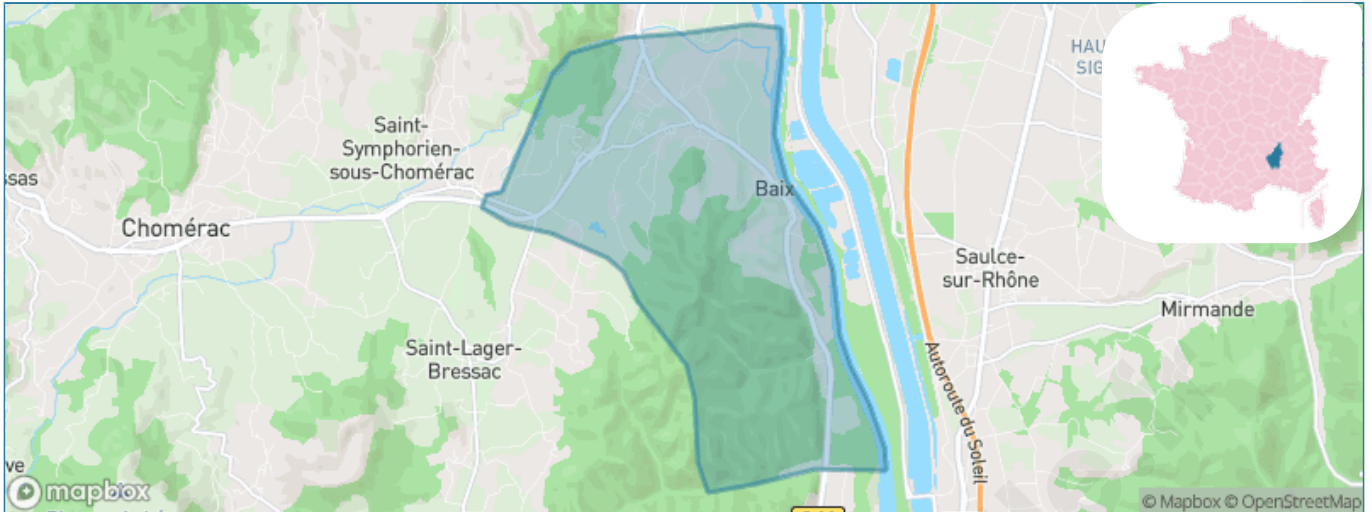 HAU
SIG
Saint-
Symphorien-
sous-Chomérac
ssas
Baix
Chomérac
Saulce-
sur-Rhône
Mirmande
Saint-Lager-
Bressac
Autoroute du Soleil
ve
mapbox
© Mapbox © OpenStreetMap